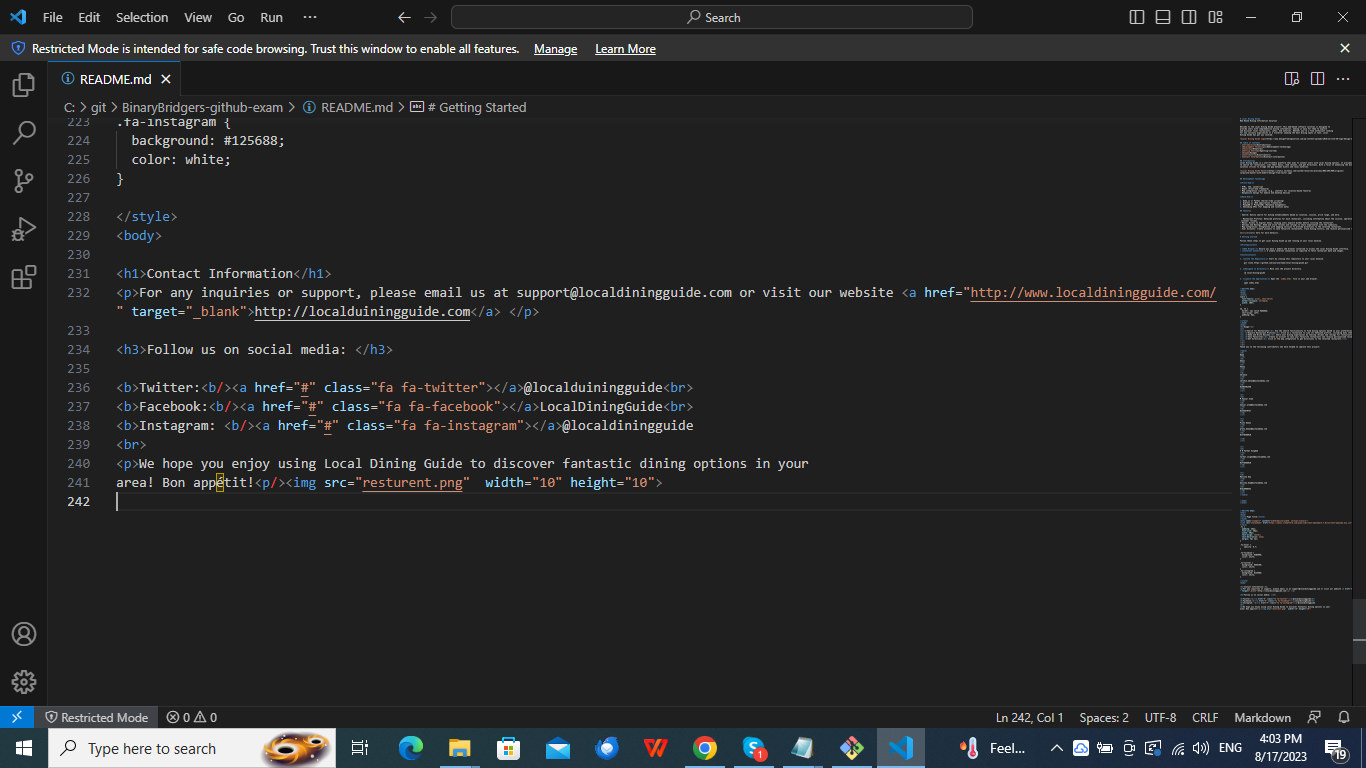 File Edit Selection View Go Run ··· Search
Restricted Mode is intended for safe code browsing. Trust this window to enable all features. Manage Learn More
README.md
C: > git > BinaryBridgers-github-exam > README.md > # Getting Started
223 .fa-instagram {
224 background: #125688;
225 color: white;
226 }
227
228 </style>
229 <body>
230
231 <h1>Contact Information</h1>
232 <p>For any inquiries or support, please email us at support@localdiningguide.com or visit our website <a href="http://www.localdiningguide.com/
" target="_blank">http://localduiningguide.com</a> </p>
233
234 <h3>Follow us on social media: </h3>
235
236 <b>Twitter:<b/><a href="#" class="fa fa-twitter"></a>@localduiningguide<br>
237 <b>Facebook:<b/><a href="#" class="fa fa-facebook"></a>LocalDiningGuide<br>
238 <b>Instagram: <b/><a href="#" class="fa fa-instagram"></a>@localdiningguide
239 <br>
240 <p>We hope you enjoy using Local Dining Guide to discover fantastic dining options in your
241 area! Bon appétit!<p/><img src="resturent.png" width="10" height="10">
242
Restricted Mode 0 0 Ln 242, Col 1 Spaces: 2 UTF-8 CRLF Markdown
Type here to search 1 Feel... ENG 4:03 PM
8/17/2023 19